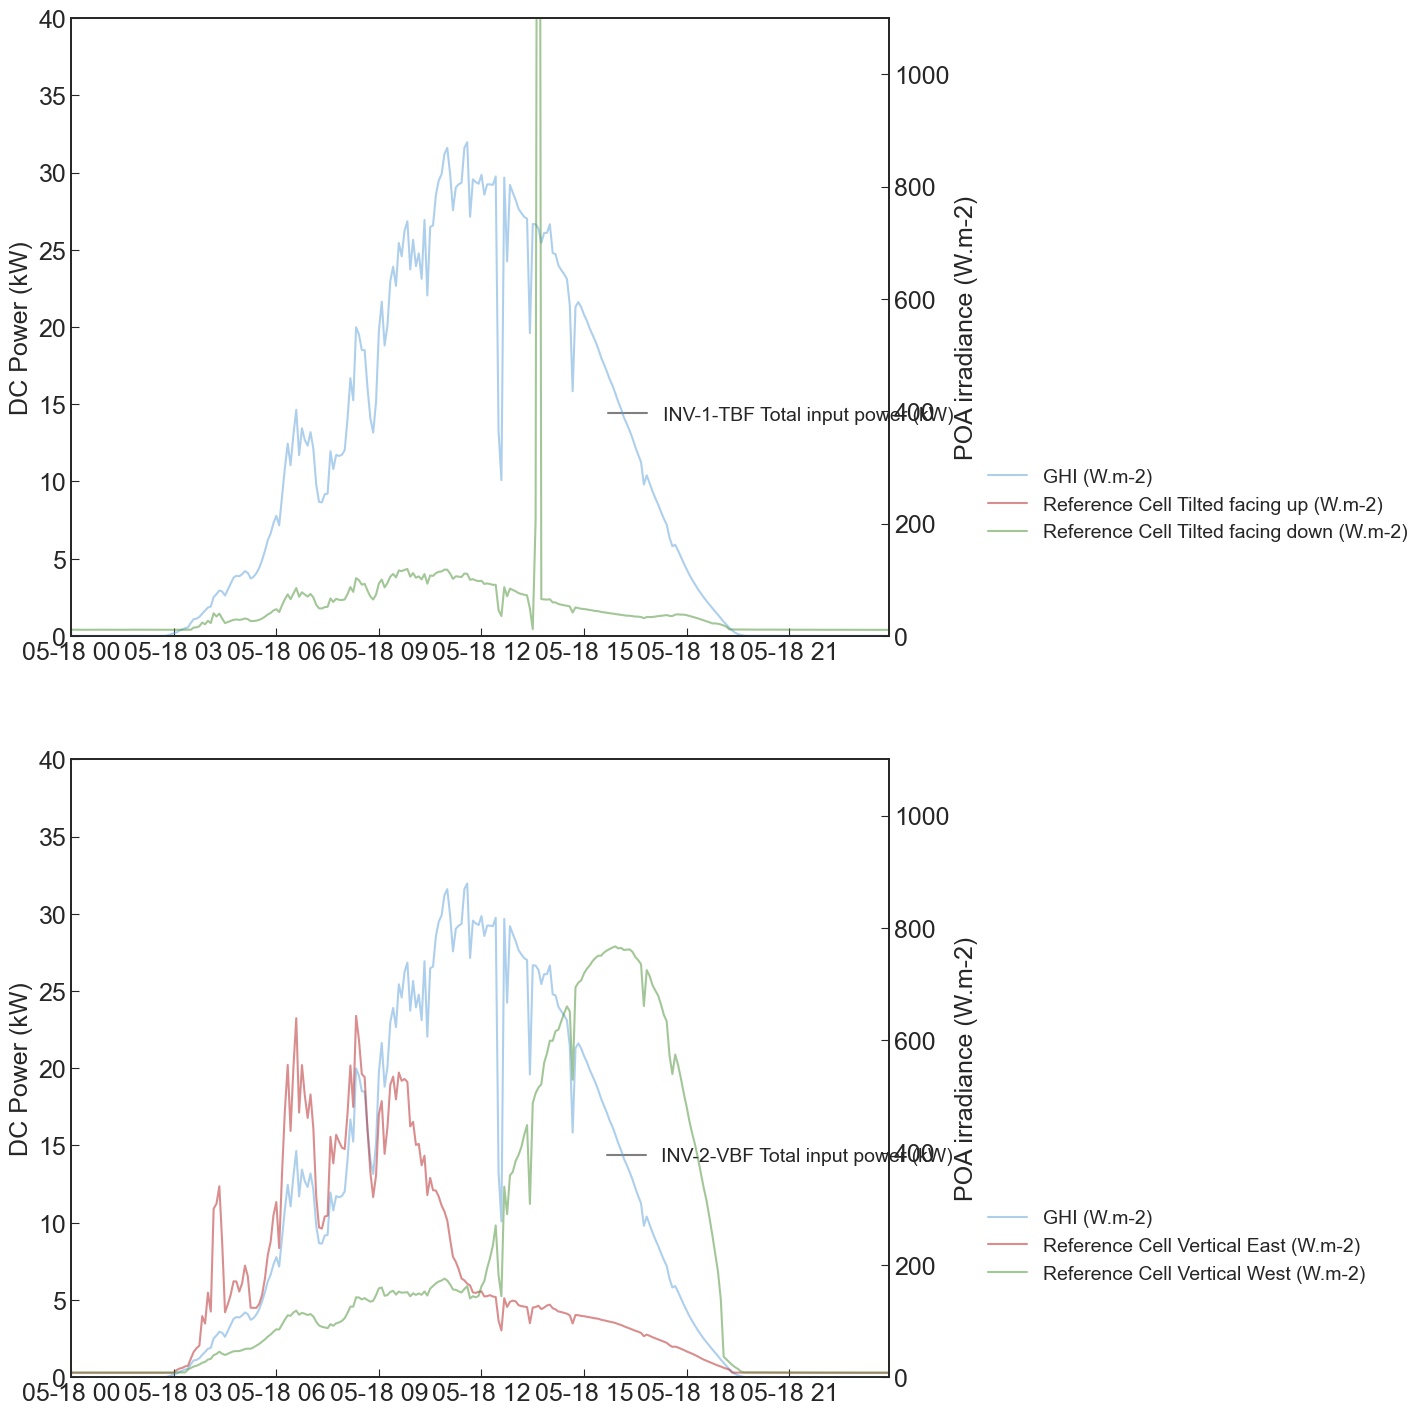 40
35
30
25
20
15
10
5
0
DC Power (kW)
1000
800
600
400
200
0
POA irradiance (W.m-2)
INV-1-TBF Total input power (kW)
GHI (W.m-2)
Reference Cell Tilted facing up (W.m-2)
Reference Cell Tilted facing down (W.m-2)
05-18 00 05-18 03 05-18 06 05-18 09 05-18 12 05-18 15 05-18 18 05-18 21
40
35
30
25
20
15
10
5
0
DC Power (kW)
1000
800
600
400
200
0
POA irradiance (W.m-2)
INV-2-VBF Total input power (kW)
GHI (W.m-2)
Reference Cell Vertical East (W.m-2)
Reference Cell Vertical West (W.m-2)
05-18 00 05-18 03 05-18 06 05-18 09 05-18 12 05-18 15 05-18 18 05-18 21